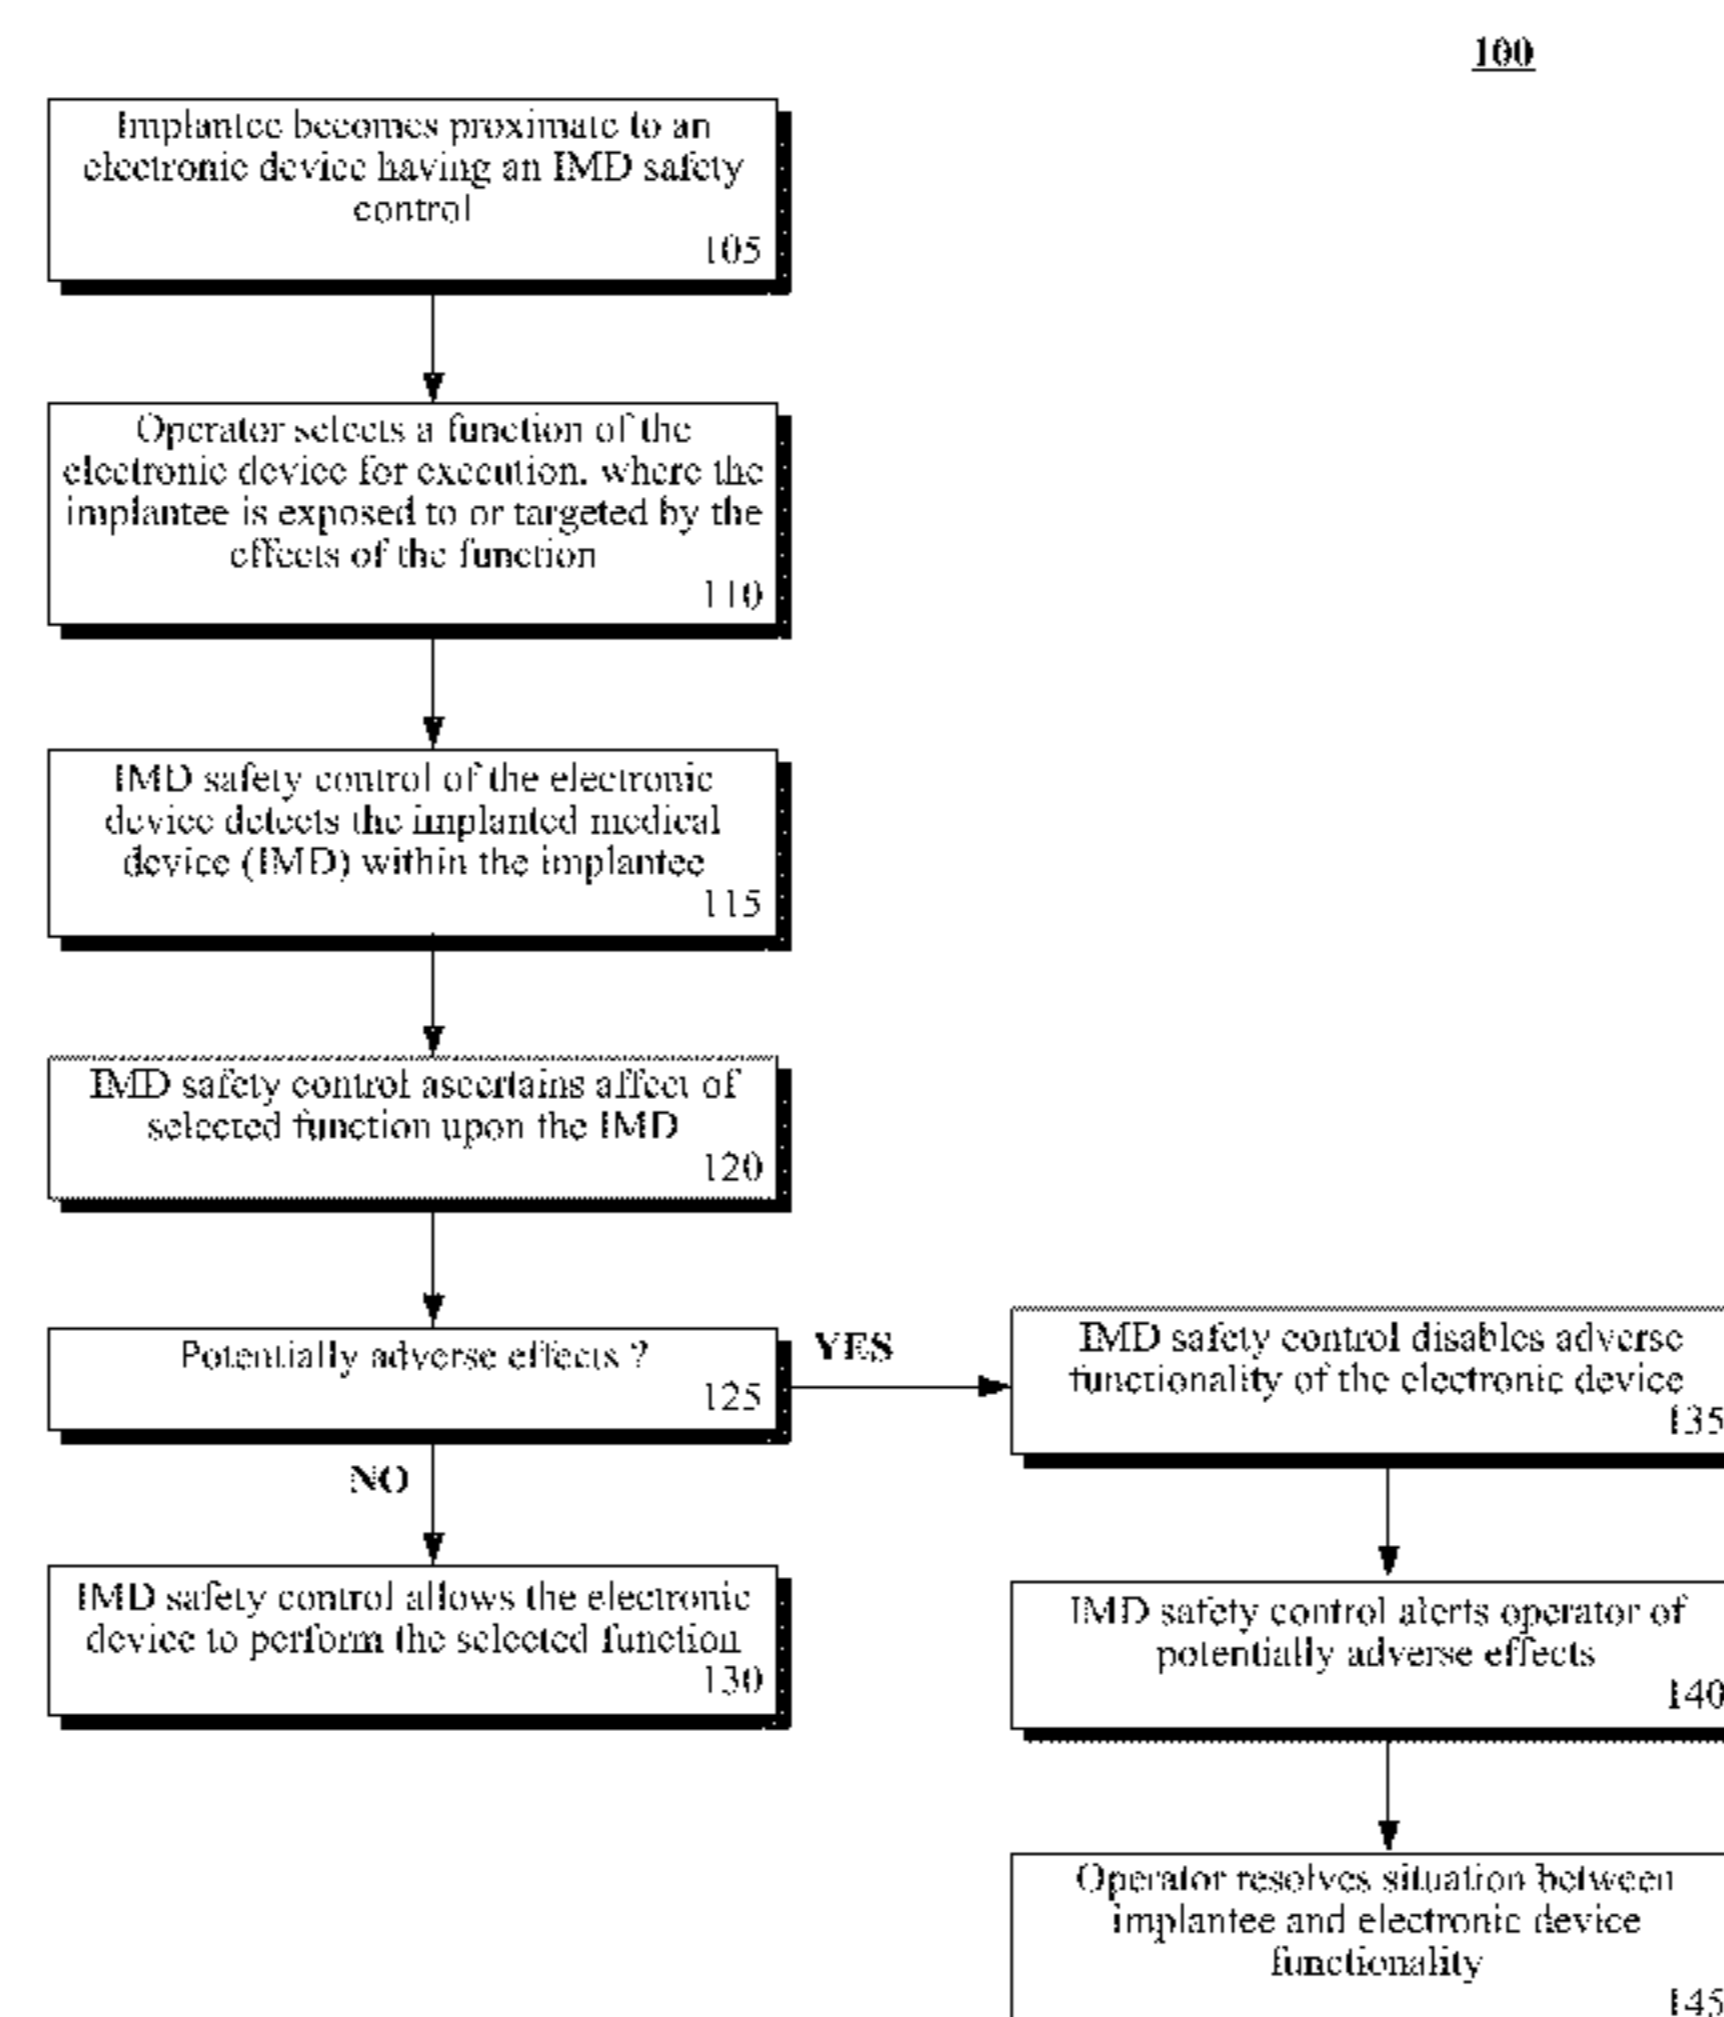 100
Implantee becomes proximate to an
electronic device having an IMD safety
control
105
Operator selects a function of the
electronic device for execution, where the
implantee is exposed to or targeted by the
effects of the function
110
IMD safety control of the electronic
device detects the implanted medical
device (IMD) within the implantee
115
IMD safety control ascertains affect of
selected function upon the IMD
120
Potentially adverse effects ?
125
YES
NO
IMD safety control allows the electronic
device to perform the selected function
130
IMD safety control disables adverse
functionality of the electronic device
135
IMD safety control alerts operator of
potentially adverse effects
140
Operator resolves situation between
implantee and electronic device
functionality
145